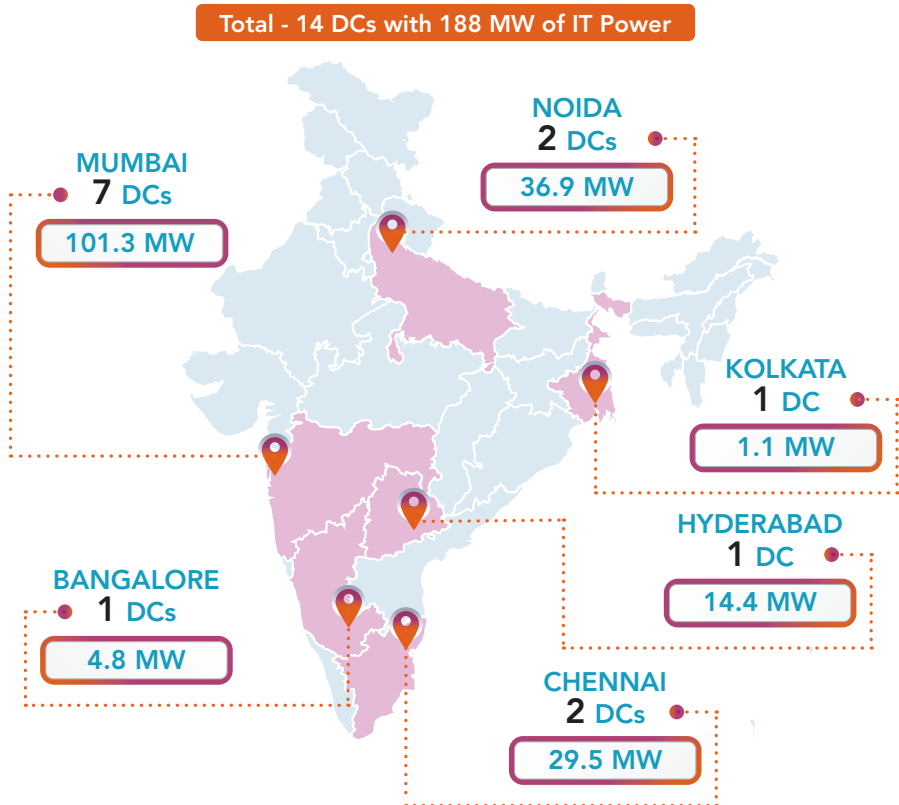 Total - 14 DCs with 188 MW of IT Power
NOIDA
2 DCs
36.9 MW
MUMBAI
7 DCs
101.3 MW
KOLKATA
1 DC
1.1 MW
HYDERABAD
1 DC
14.4 MW
BANGALORE
1 DCs
4.8 MW
CHENNAI
2 DCs
29.5 MW